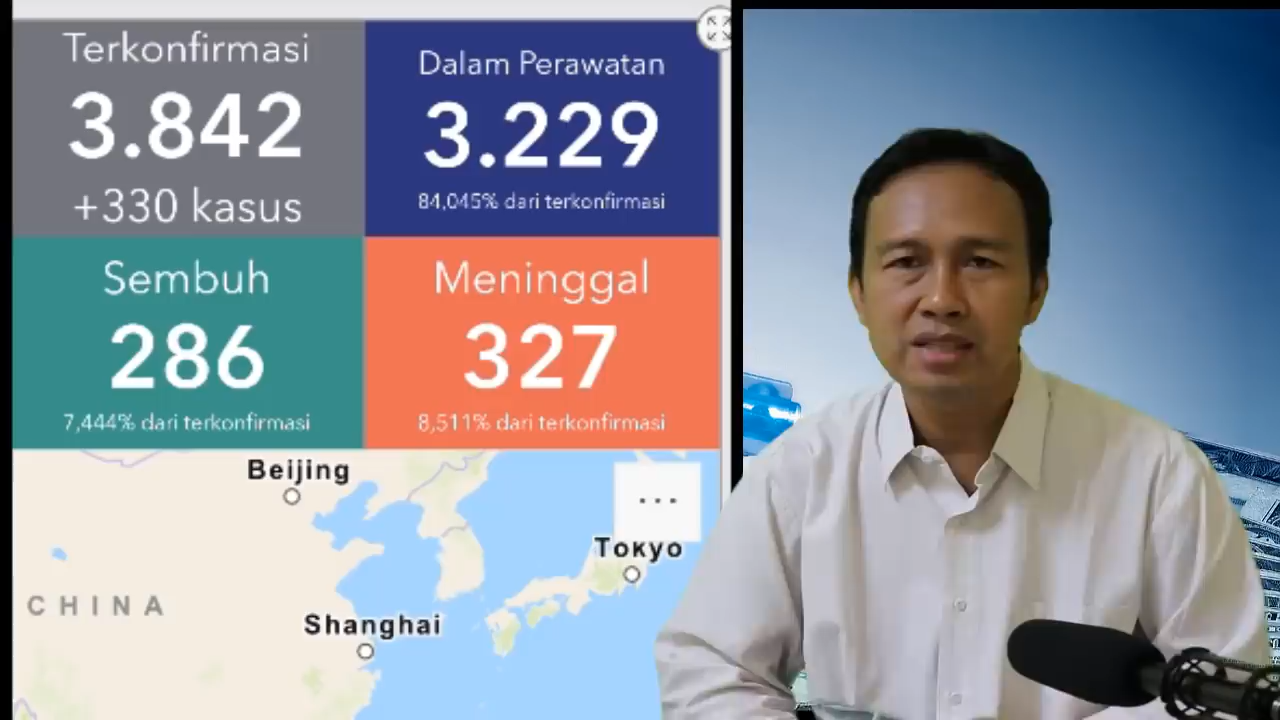 Terkonfirmasi
3.842
+330 kasus
Dalam Perawatan
3.229
84,045% dari terkonfirmasi
Sembuh
286
7,444% dari terkonfirmasi
Meninggal
327
8,511% dari terkonfirmasi
Beijing
Tokyo
CHINA
Shanghai